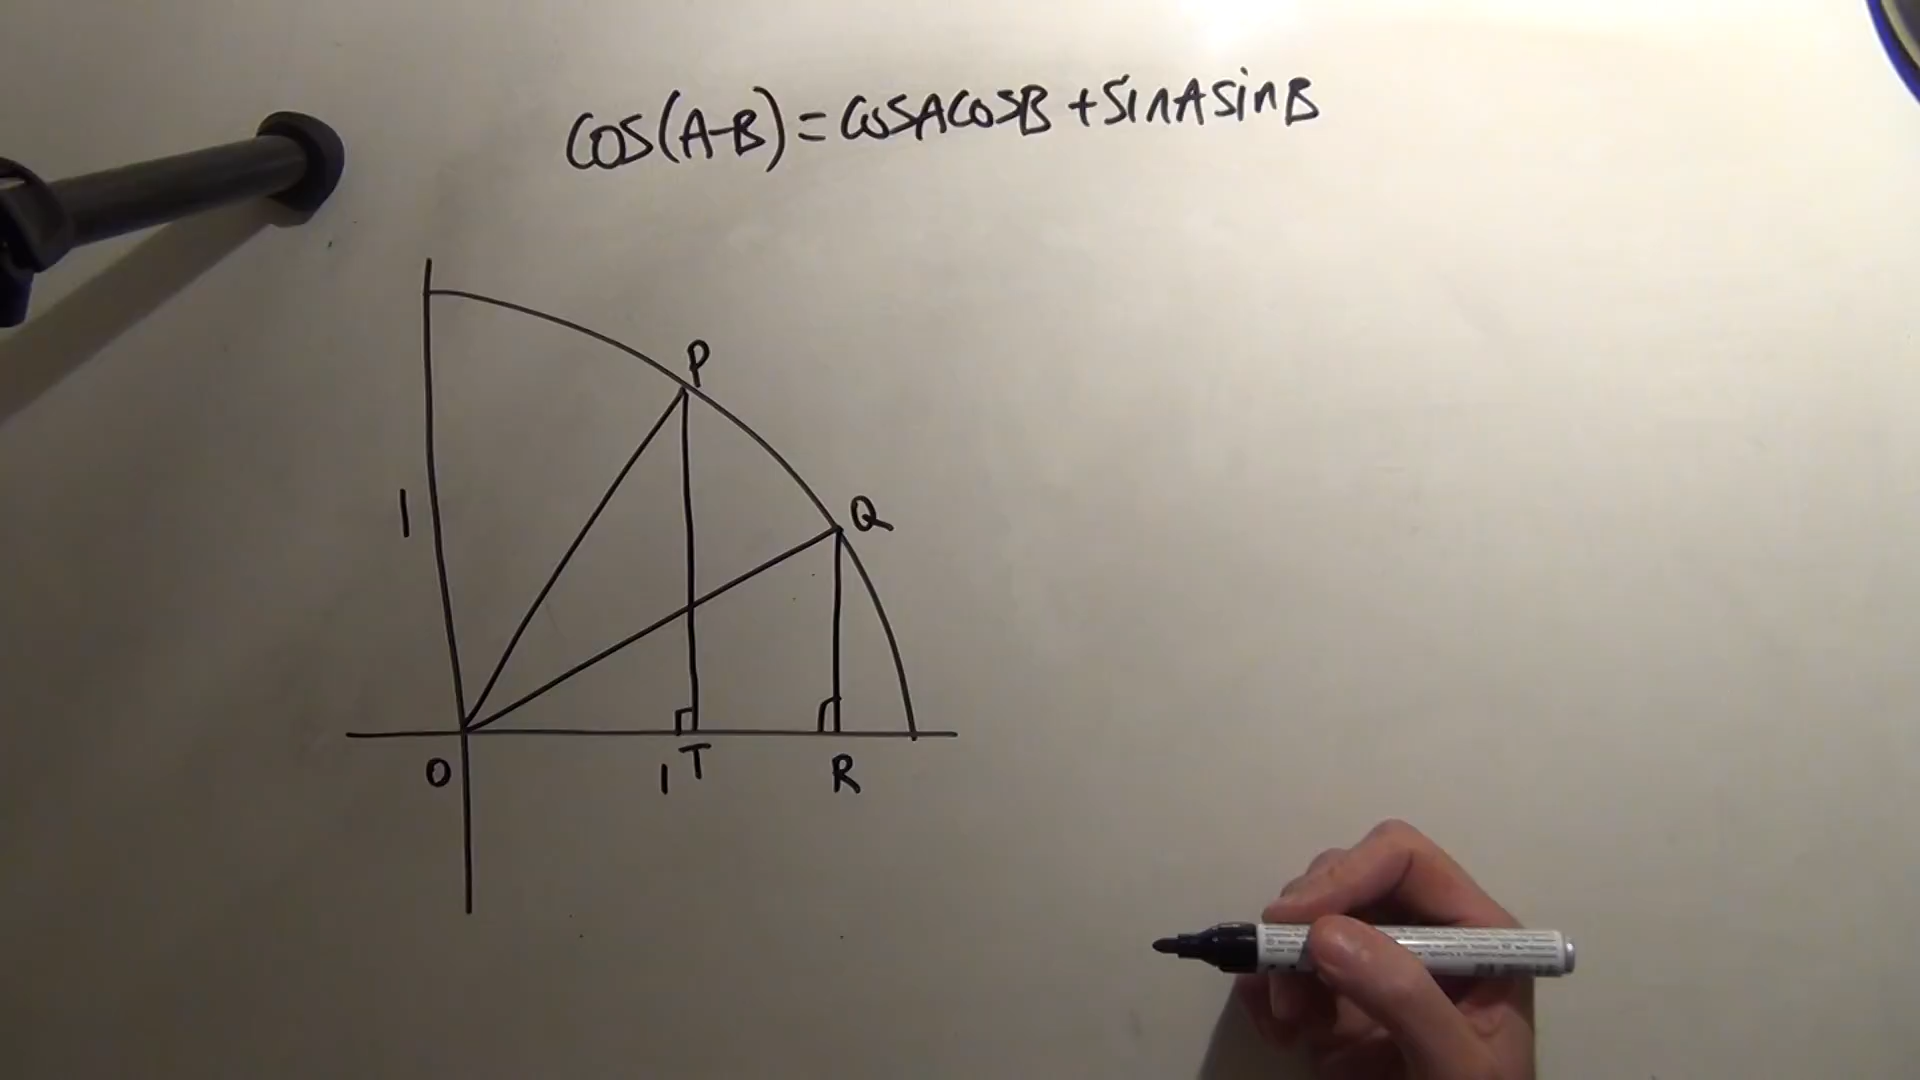 COS(A-B)=COSACOSB+SINASINB
P
Q
1
O
1 T
R